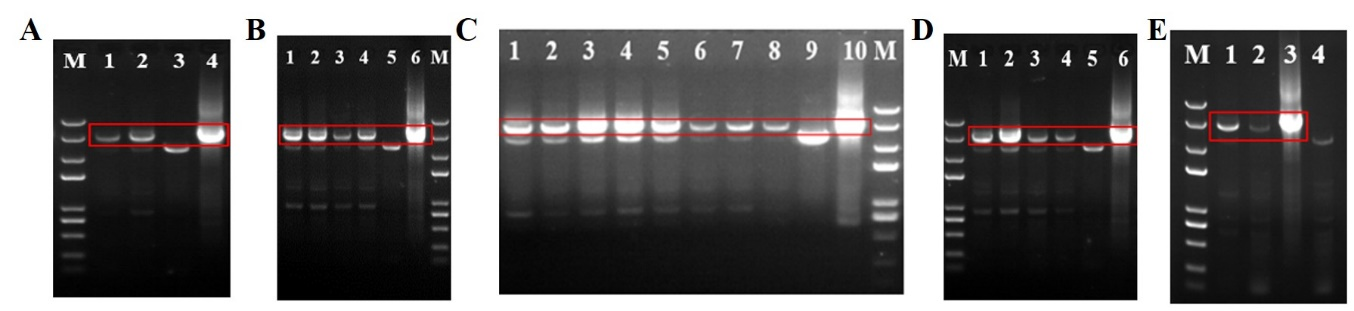 A
M 1 2 3 4
B
1 2 3 4 5 6 M
C
1 2 3 4 5 6 7 8 9 10 M
D
M 1 2 3 4 5 6
E
M 1 2 3 4